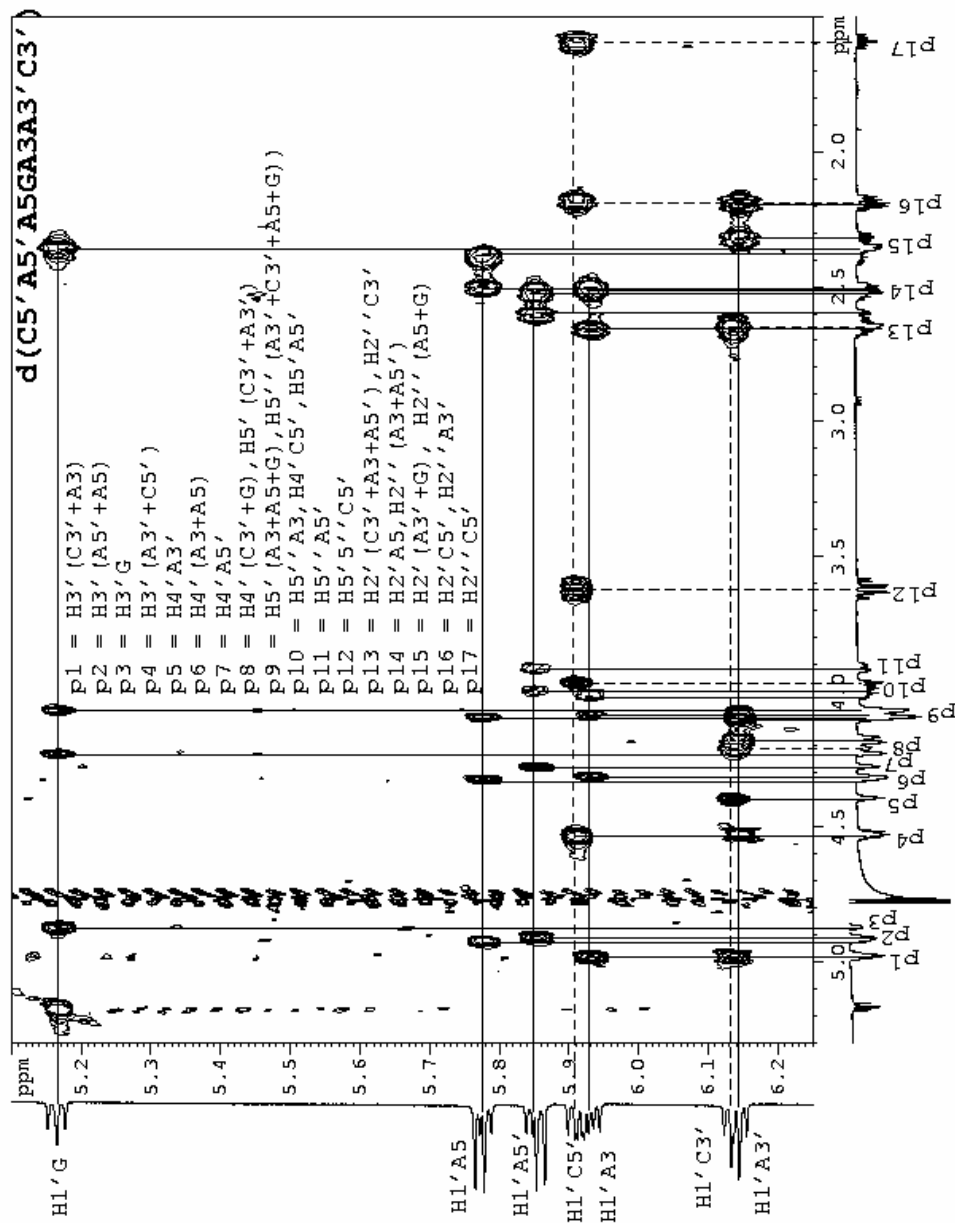 d(C5'A5'A5GA3A3'C3')
p1 = H3'(C3'+A3)
p2 = H3'(A5'+A5)
p3 = H3'G
p4 = H3'(A3'+C5')
p5 = H4'A3'
p6 = H4'(A3+A5)
p7 = H4'A5'
p8 = H4'(C3'+G),H5'(C3'+A3')
p9 = H5'(A3+A5+G),H5''(A3'+C3'+A5+G))
p10 = H5''A3,H4'C5',H5'A5'
p11 = H5''A5'
p12 = H5'5''C5'
p13 = H2'(C3'+A3+A5'),H2''C3'
p14 = H2'A5,H2''(A3+A5')
p15 = H2'(A3'+G),H2''(A5+G)
p16 = H2'C5',H2''A3'
p17 = H2''C5'
ppm
5.2
5.3
5.4
5.5
5.6
5.7
5.8
5.9
6.0
6.1
6.2
H1'G
H1'A5
H1'A5'
H1'C5'
H1'A3
H1'C3'
H1'A3'
5.0
4.5
4.0
3.5
3.0
2.5
2.0
ppm
p1
p2
p3
p4
p5
p6
p7
p8
p9
p10
p11
p12
p13
p14
p15
p16
p17